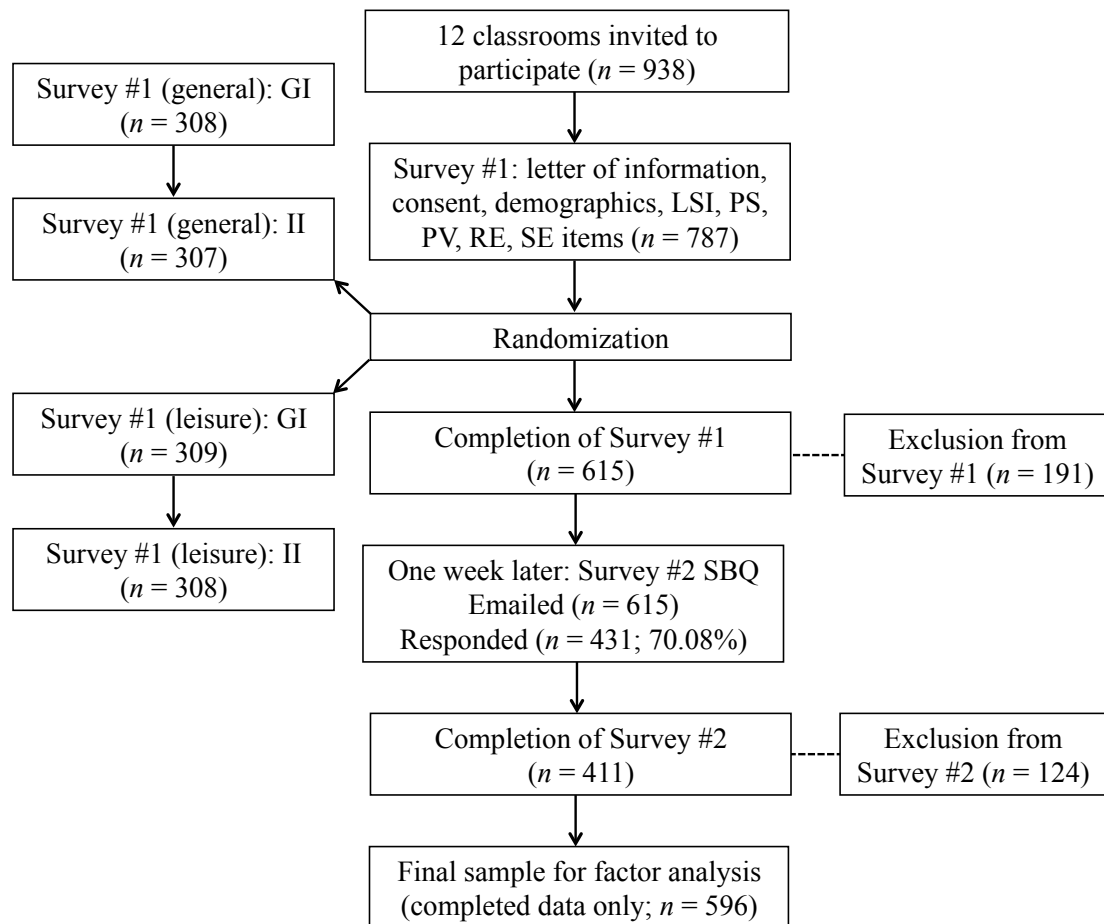 12 classrooms invited to
participate (n = 938)
Survey #1 (general): GI
(n = 308)
Survey #1: letter of information,
consent, demographics, LSI, PS,
PV, RE, SE items (n = 787)
Survey #1 (general): II
(n = 307)
Randomization
Survey #1 (leisure): GI
(n = 309)
Completion of Survey #1
(n = 615)
Exclusion from
Survey #1 (n = 191)
Survey #1 (leisure): II
(n = 308)
One week later: Survey #2 SBQ
Emailed (n = 615)
Responded (n = 431; 70.08%)
Completion of Survey #2
(n = 411)
Exclusion from
Survey #2 (n = 124)
Final sample for factor analysis
(completed data only; n = 596)